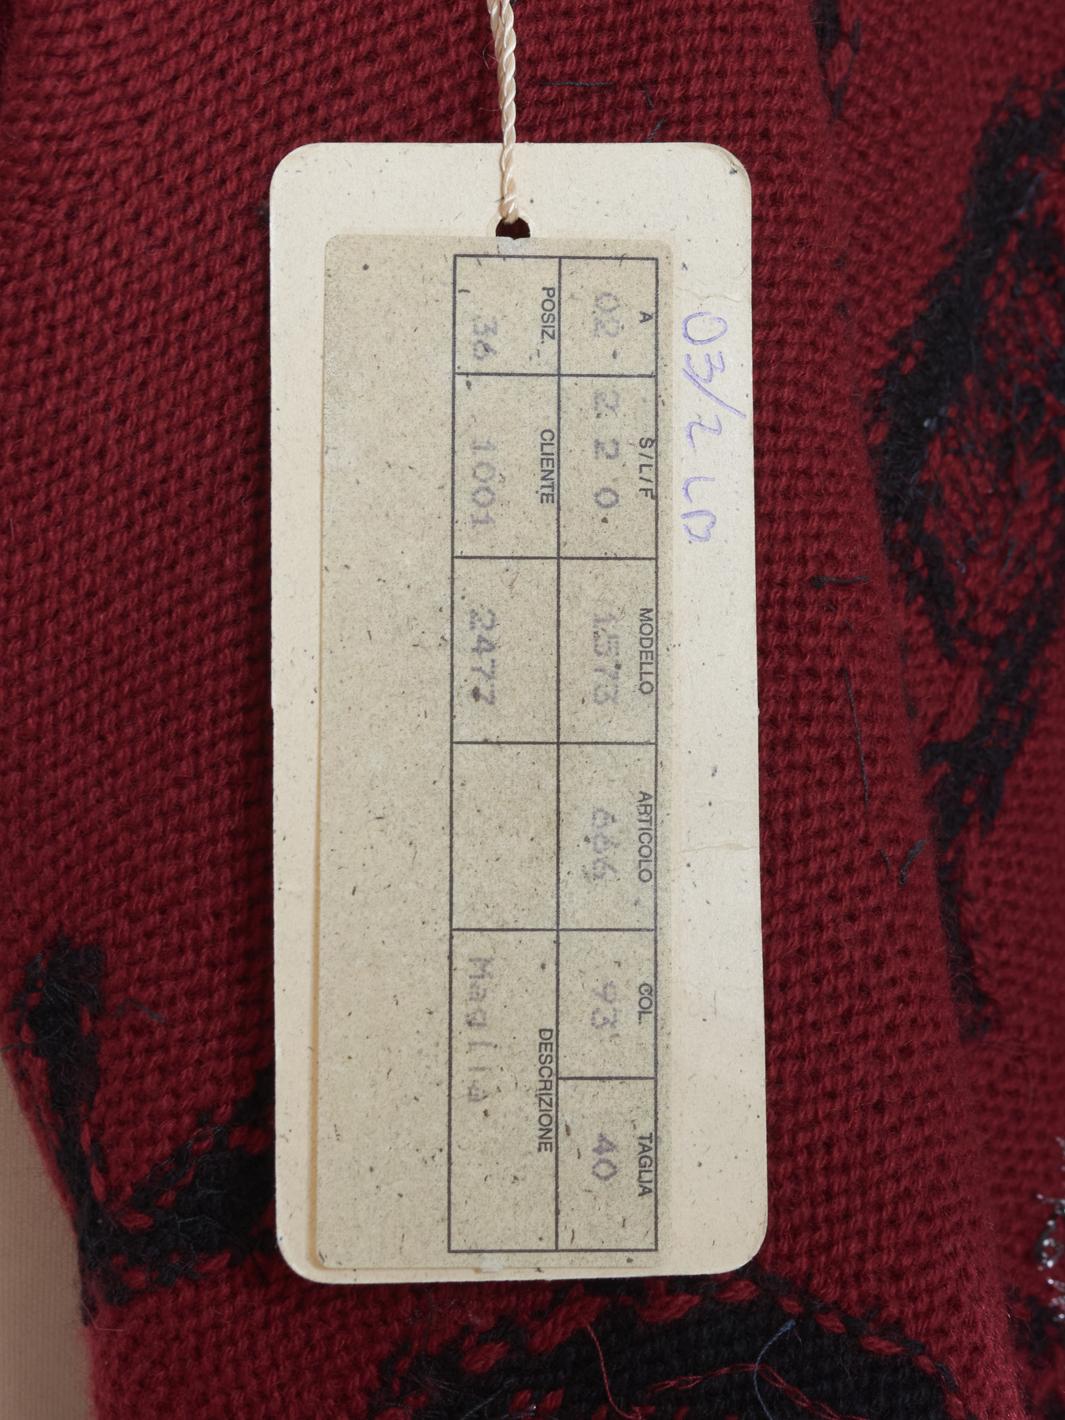 03/2 LD
A S/L/F MODELLO ARTICOLO COL. TAGLIA
02 220 1573 666 93 40
POSIZ. CLIENTE DESCRIZIONE
36 1001 2477 Maglia